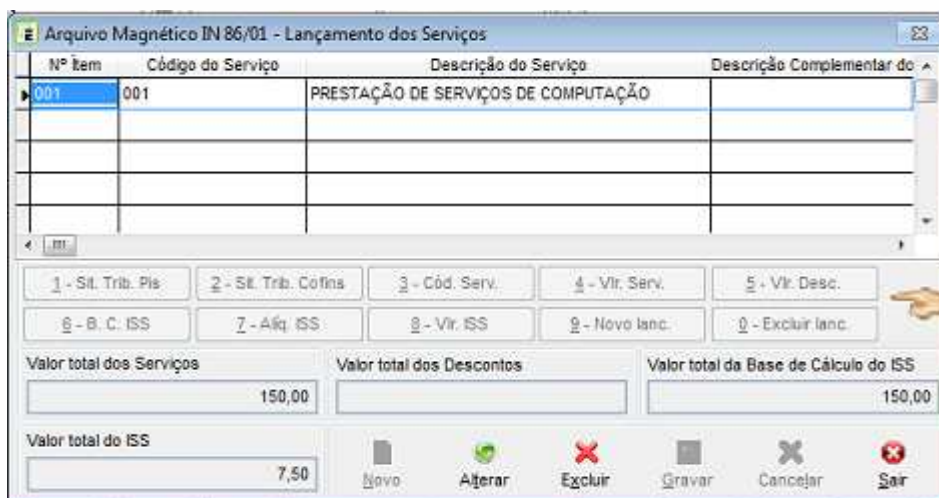 Arquivo Magnético IN 86/01 - Lançamento dos Serviços
Nº Ítem Código do Serviço Descrição do Serviço Descrição Complementar do
001 001 PRESTAÇÃO DE SERVIÇOS DE COMPUTAÇÃO
1 - Sit. Trib. Pis 2 - Sit. Trib. Cofins 3 - Cód. Serv. 4 - Vlr. Serv. 5 - Vlr. Desc.
6 - B. C. ISS 7 - Alíq. ISS 8 - Vlr. ISS 9 - Novo lanc. 0 - Excluir lanc.
Valor total dos Serviços Valor total dos Descontos Valor total da Base de Cálculo do ISS
150,00 150,00
Valor total do ISS
7,50
Novo Alterar Excluir Gravar Cancelar Sair